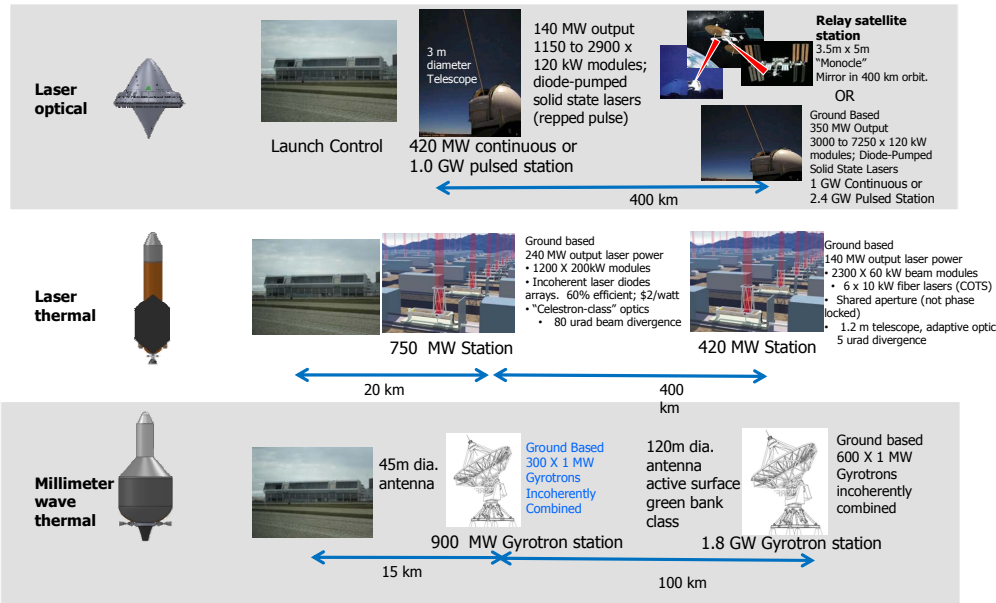 Laser
optical
Launch Control
3 m
diameter
Telescope
140 MW output
1150 to 2900 x
120 kW modules;
diode-pumped
solid state lasers
(repped pulse)
420 MW continuous or
1.0 GW pulsed station
400 km
Relay satellite
station
3.5m x 5m
“Monocle”
Mirror in 400 km orbit.
OR
Ground Based
350 MW Output
3000 to 7250 x 120 kW
modules; Diode-Pumped
Solid State Lasers
1 GW Continuous or
2.4 GW Pulsed Station
Laser
thermal
750 MW Station
Ground based
240 MW output laser power
• 1200 X 200kW modules
• Incoherent laser diodes
arrays. 60% efficient; $2/watt
• “Celestron-class” optics
• 80 urad beam divergence
420 MW Station
Ground based
140 MW output laser power
• 2300 X 60 kW beam modules
• 6 x 10 kW fiber lasers (COTS)
• Shared aperture (not phase
locked)
• 1.2 m telescope, adaptive optic
5 urad divergence
20 km
400
km
Millimeter
wave
thermal
45m dia.
antenna
Ground Based
300 X 1 MW
Gyrotrons
Incoherently
Combined
900 MW Gyrotron station
120m dia.
antenna
active surface
green bank
class
Ground based
600 X 1 MW
Gyrotrons
incoherently
combined
1.8 GW Gyrotron station
15 km
100 km